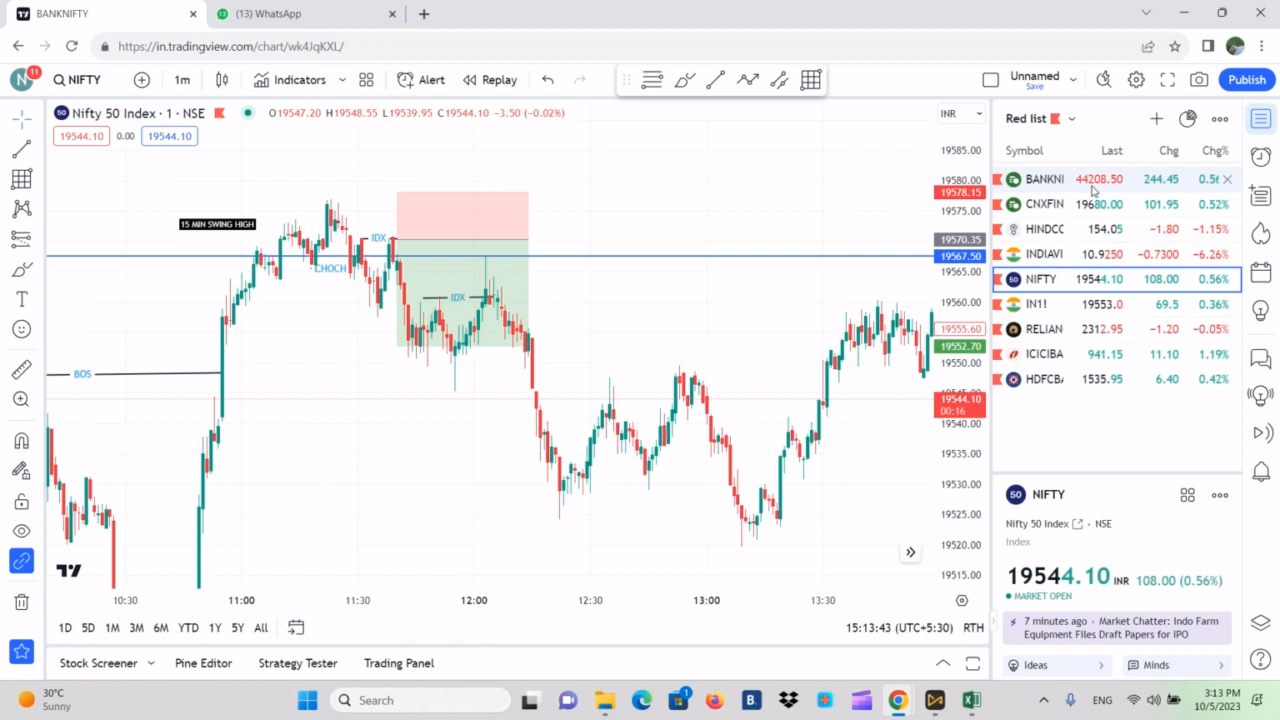 BANKNIFTY
(13) WhatsApp
https://in.tradingview.com/chart/wk4JqKXL/
N 11 NIFTY 1m Indicators Alert Replay Unnamed Save Publish
50 Nifty 50 Index · 1 · NSE O19547.20 H19548.55 L19539.95 C19544.10 −3.50 (−0.02%) INR
19544.10 0.00 19544.10
19585.00
19580.00
19578.15
19575.00
19570.35
19567.50
19565.00
19560.00
19555.60
19552.70
19550.00
19544.10
00:16
19540.00
19535.00
19530.00
19525.00
19520.00
19515.00
15 MIN SWING HIGH
IDX
CHOCH
IDX
BOS
10:30 11:00 11:30 12:00 12:30 13:00 13:30
1D 5D 1M 3M 6M YTD 1Y 5Y All 15:13:43 (UTC+5:30) RTH
Stock Screener Pine Editor Strategy Tester Trading Panel
Red list
Symbol Last Chg Chg%
BANKNI 44208.50 244.45 0.56
CNXFIN 19680.00 101.95 0.52%
HINDCO 154.05 −1.80 −1.15%
INDIAVI 10.9250 −0.7300 −6.26%
50 NIFTY 19544.10 108.00 0.56%
IN1! 19553.0 69.5 0.36%
RELIAN 2312.95 −1.20 −0.05%
ICICIBA 941.15 11.10 1.19%
HDFCBA 1535.95 6.40 0.42%
50 NIFTY
Nifty 50 Index · NSE
Index
19544.10 INR 108.00 (0.56%)
MARKET OPEN
7 minutes ago · Market Chatter: Indo Farm
Equipment Files Draft Papers for IPO
Ideas Minds
30°C
Sunny
Search
1
B
ENG
3:13 PM
10/5/2023